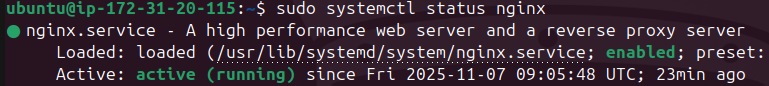 ubuntu@ip-172-31-20-115:~$ sudo systemctl status nginx
● nginx.service - A high performance web server and a reverse proxy server
Loaded: loaded (/usr/lib/systemd/system/nginx.service; enabled; preset:
Active: active (running) since Fri 2025-11-07 09:05:48 UTC; 23min ago